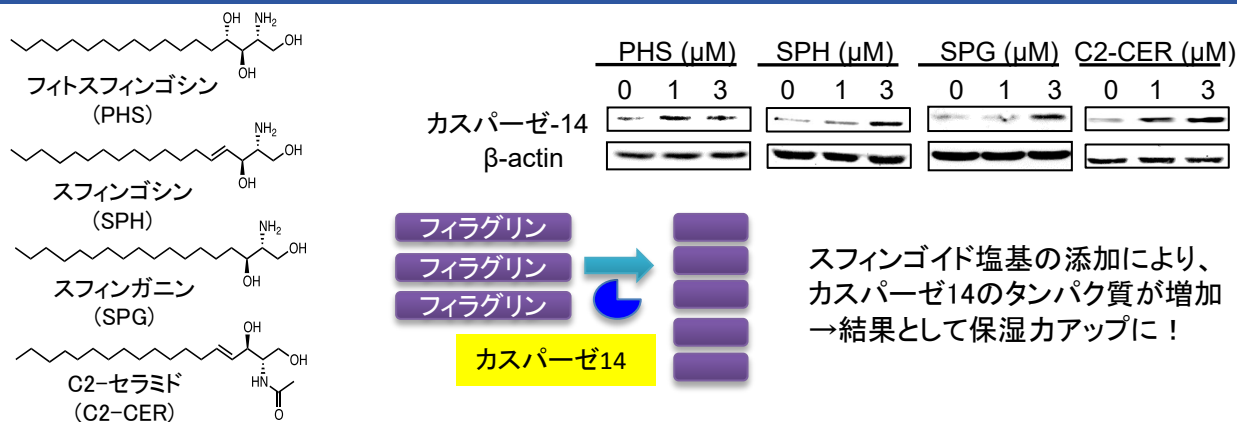 OH NH2
OH
OH
フィトスフィンゴシン
(PHS)
NH2
OH
OH
スフィンゴシン
(SPH)
NH2
OH
OH
スフィンガニン
(SPG)
OH
OH
HN
O
C2-セラミド
(C2-CER)
PHS (μM) SPH (μM) SPG (μM) C2-CER (μM)
0 1 3 0 1 3 0 1 3 0 1 3
カスパーゼ-14
β-actin
フィラグリン
フィラグリン
フィラグリン
カスパーゼ14
スフィンゴイド塩基の添加により、
カスパーゼ14のタンパク質が増加
→結果として保湿力アップに！